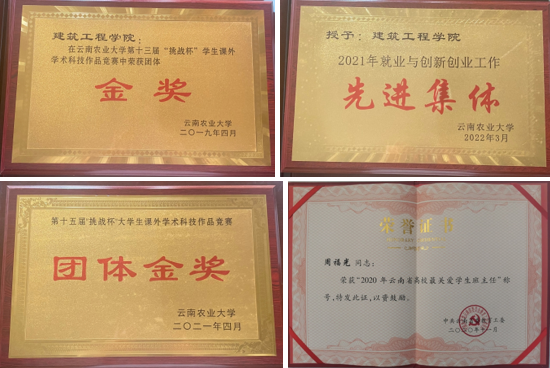 建筑工程学院：
在云南农业大学第十三届“挑战杯”学生课外
学术科技作品竞赛中荣获团体
金奖
云南农业大学
二〇一九年四月
授予：建筑工程学院
2021年就业与创新创业工作
先进集体
云南农业大学
2022年3月
第十五届“挑战杯”大学生课外学术科技作品竞赛
团体金奖
云南农业大学
二〇二一年四月
荣誉证书
周福光 同志：
荣获“2020年云南省高校最关爱学生班主任”称
号，特发此证，以资鼓励。